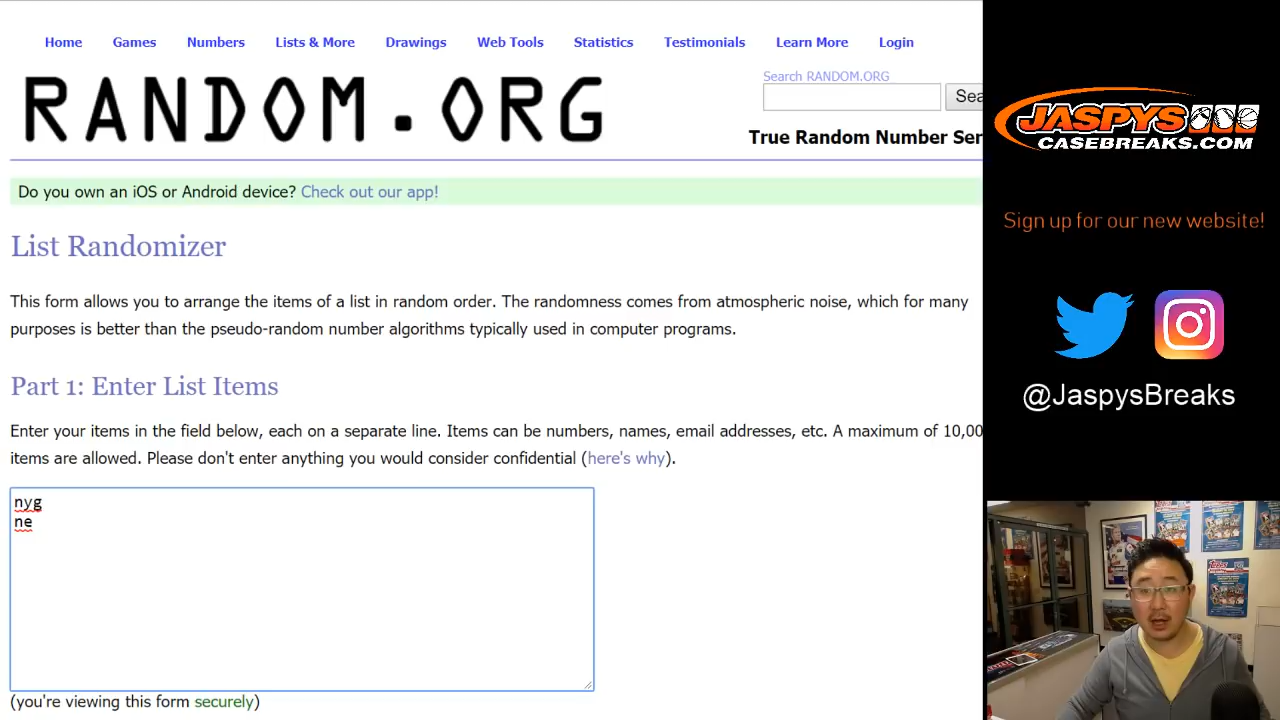 Home Games Numbers Lists & More Drawings Web Tools Statistics Testimonials Learn More Login
RANDOM.ORG
Search RANDOM.ORG
Sea
True Random Number Ser
Do you own an iOS or Android device? Check out our app!
List Randomizer
This form allows you to arrange the items of a list in random order. The randomness comes from atmospheric noise, which for many
purposes is better than the pseudo-random number algorithms typically used in computer programs.
Part 1: Enter List Items
Enter your items in the field below, each on a separate line. Items can be numbers, names, email addresses, etc. A maximum of 10,00
items are allowed. Please don't enter anything you would consider confidential (here's why).
nyg
ne
(you're viewing this form securely)
JASPYS
CASEBREAKS.COM
Sign up for our new website!
@JaspysBreaks